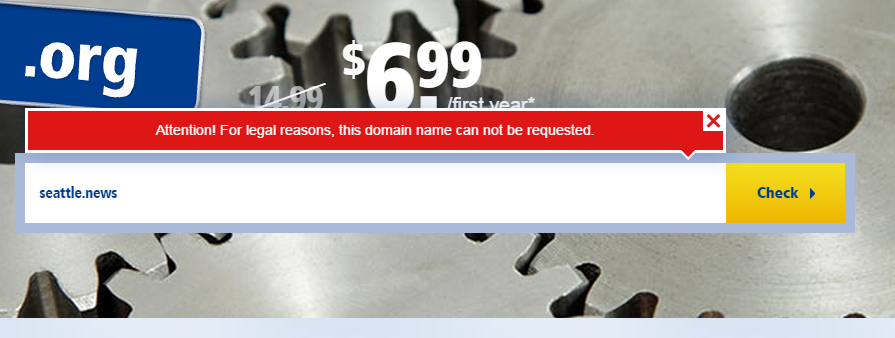 .org
$6.99
14.99
/first year*
Attention! For legal reasons, this domain name can not be requested.
seattle.news
Check